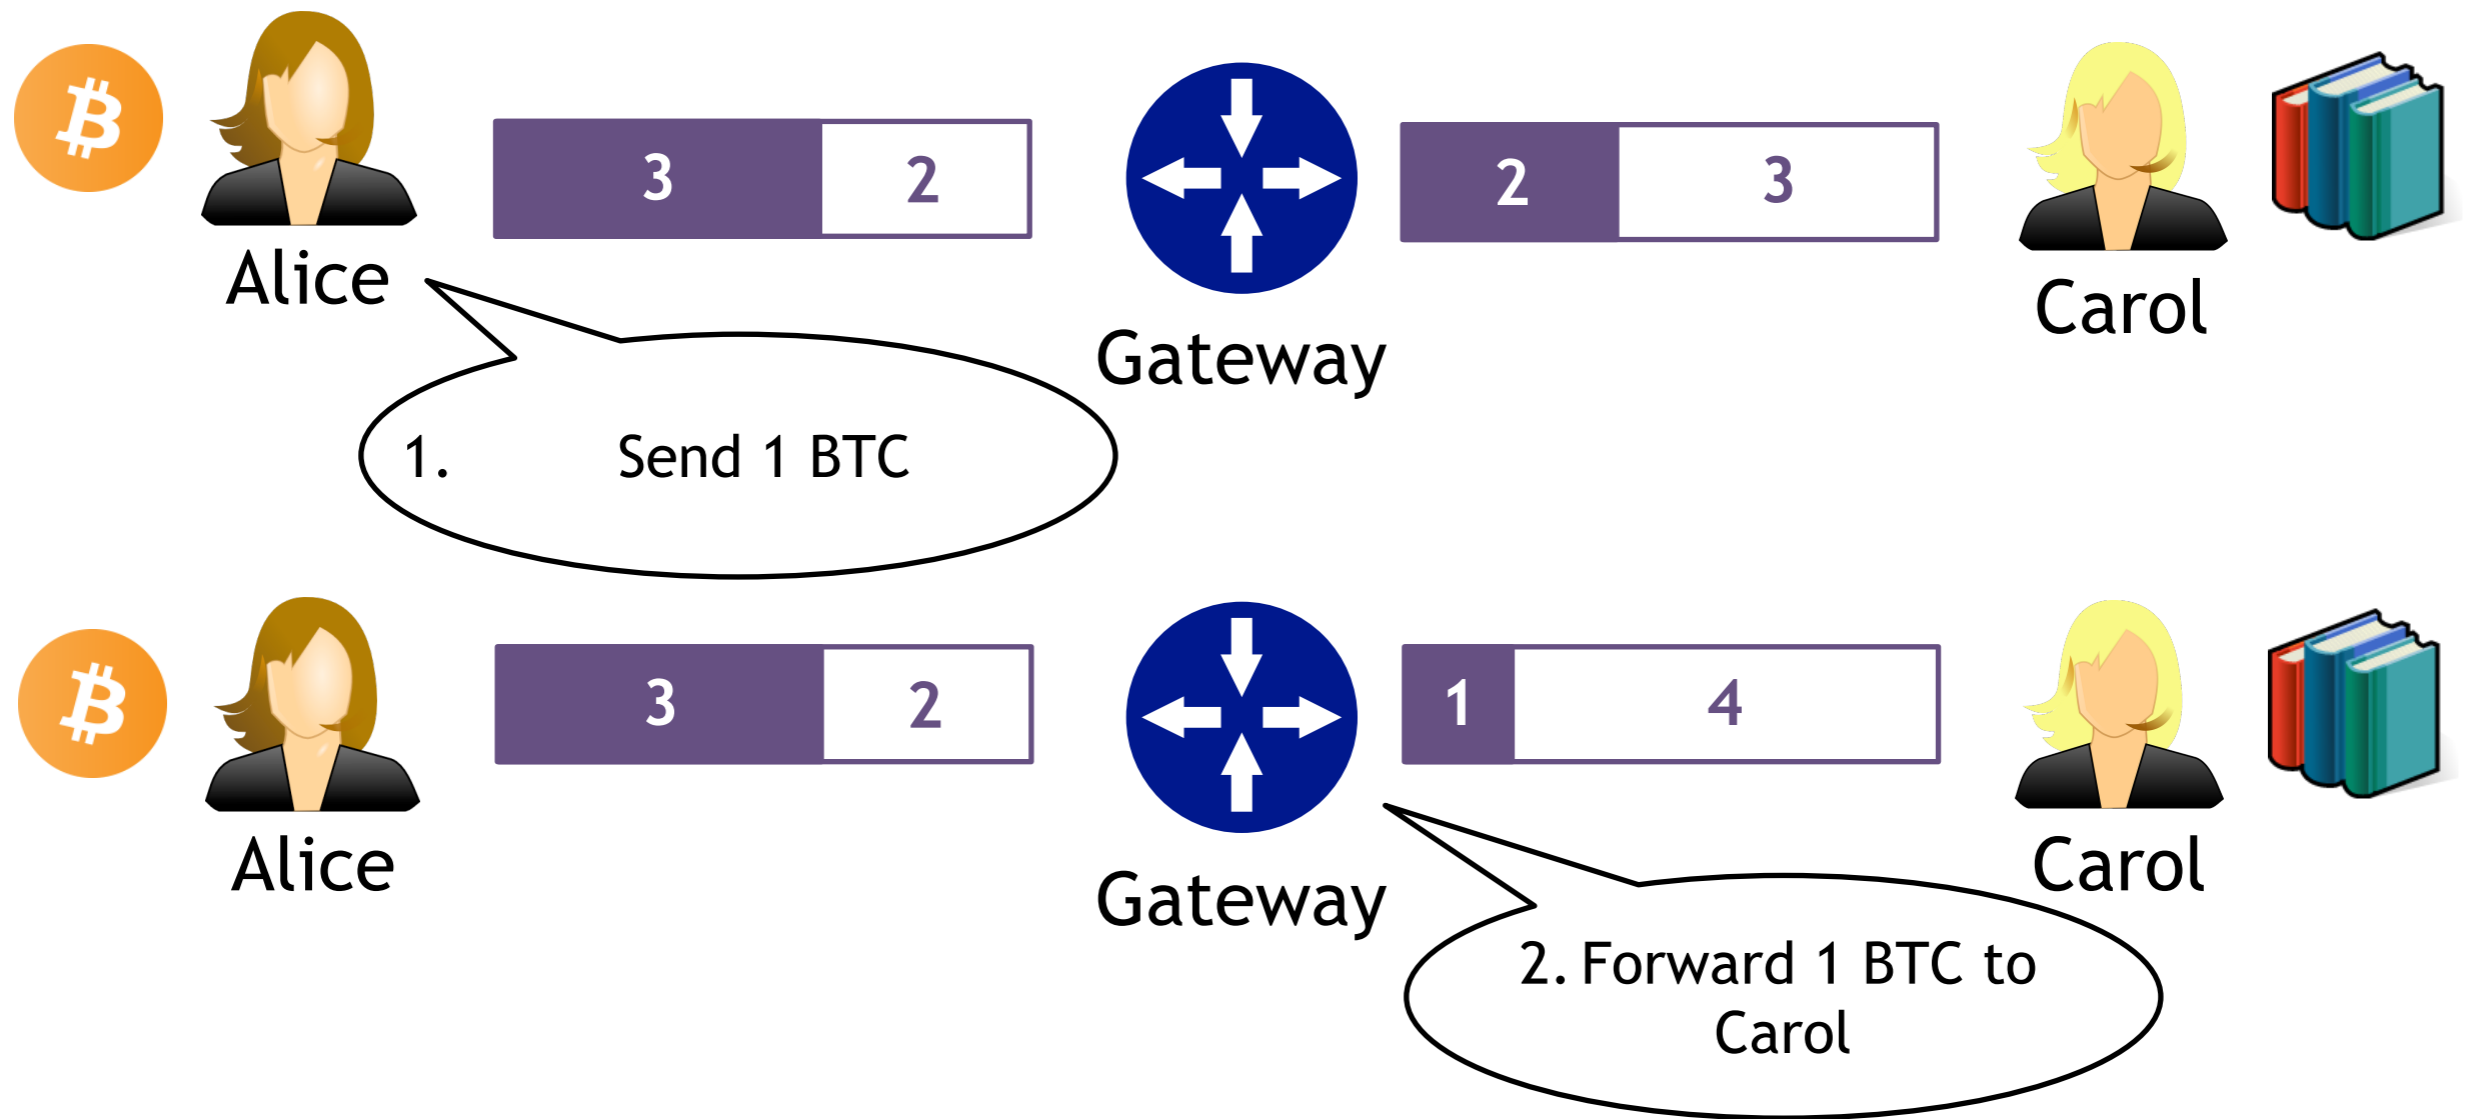 3 2 2 3
Alice
Carol
Gateway
1. Send 1 BTC
3 2 1 4
Alice
Carol
Gateway
2. Forward 1 BTC to
Carol